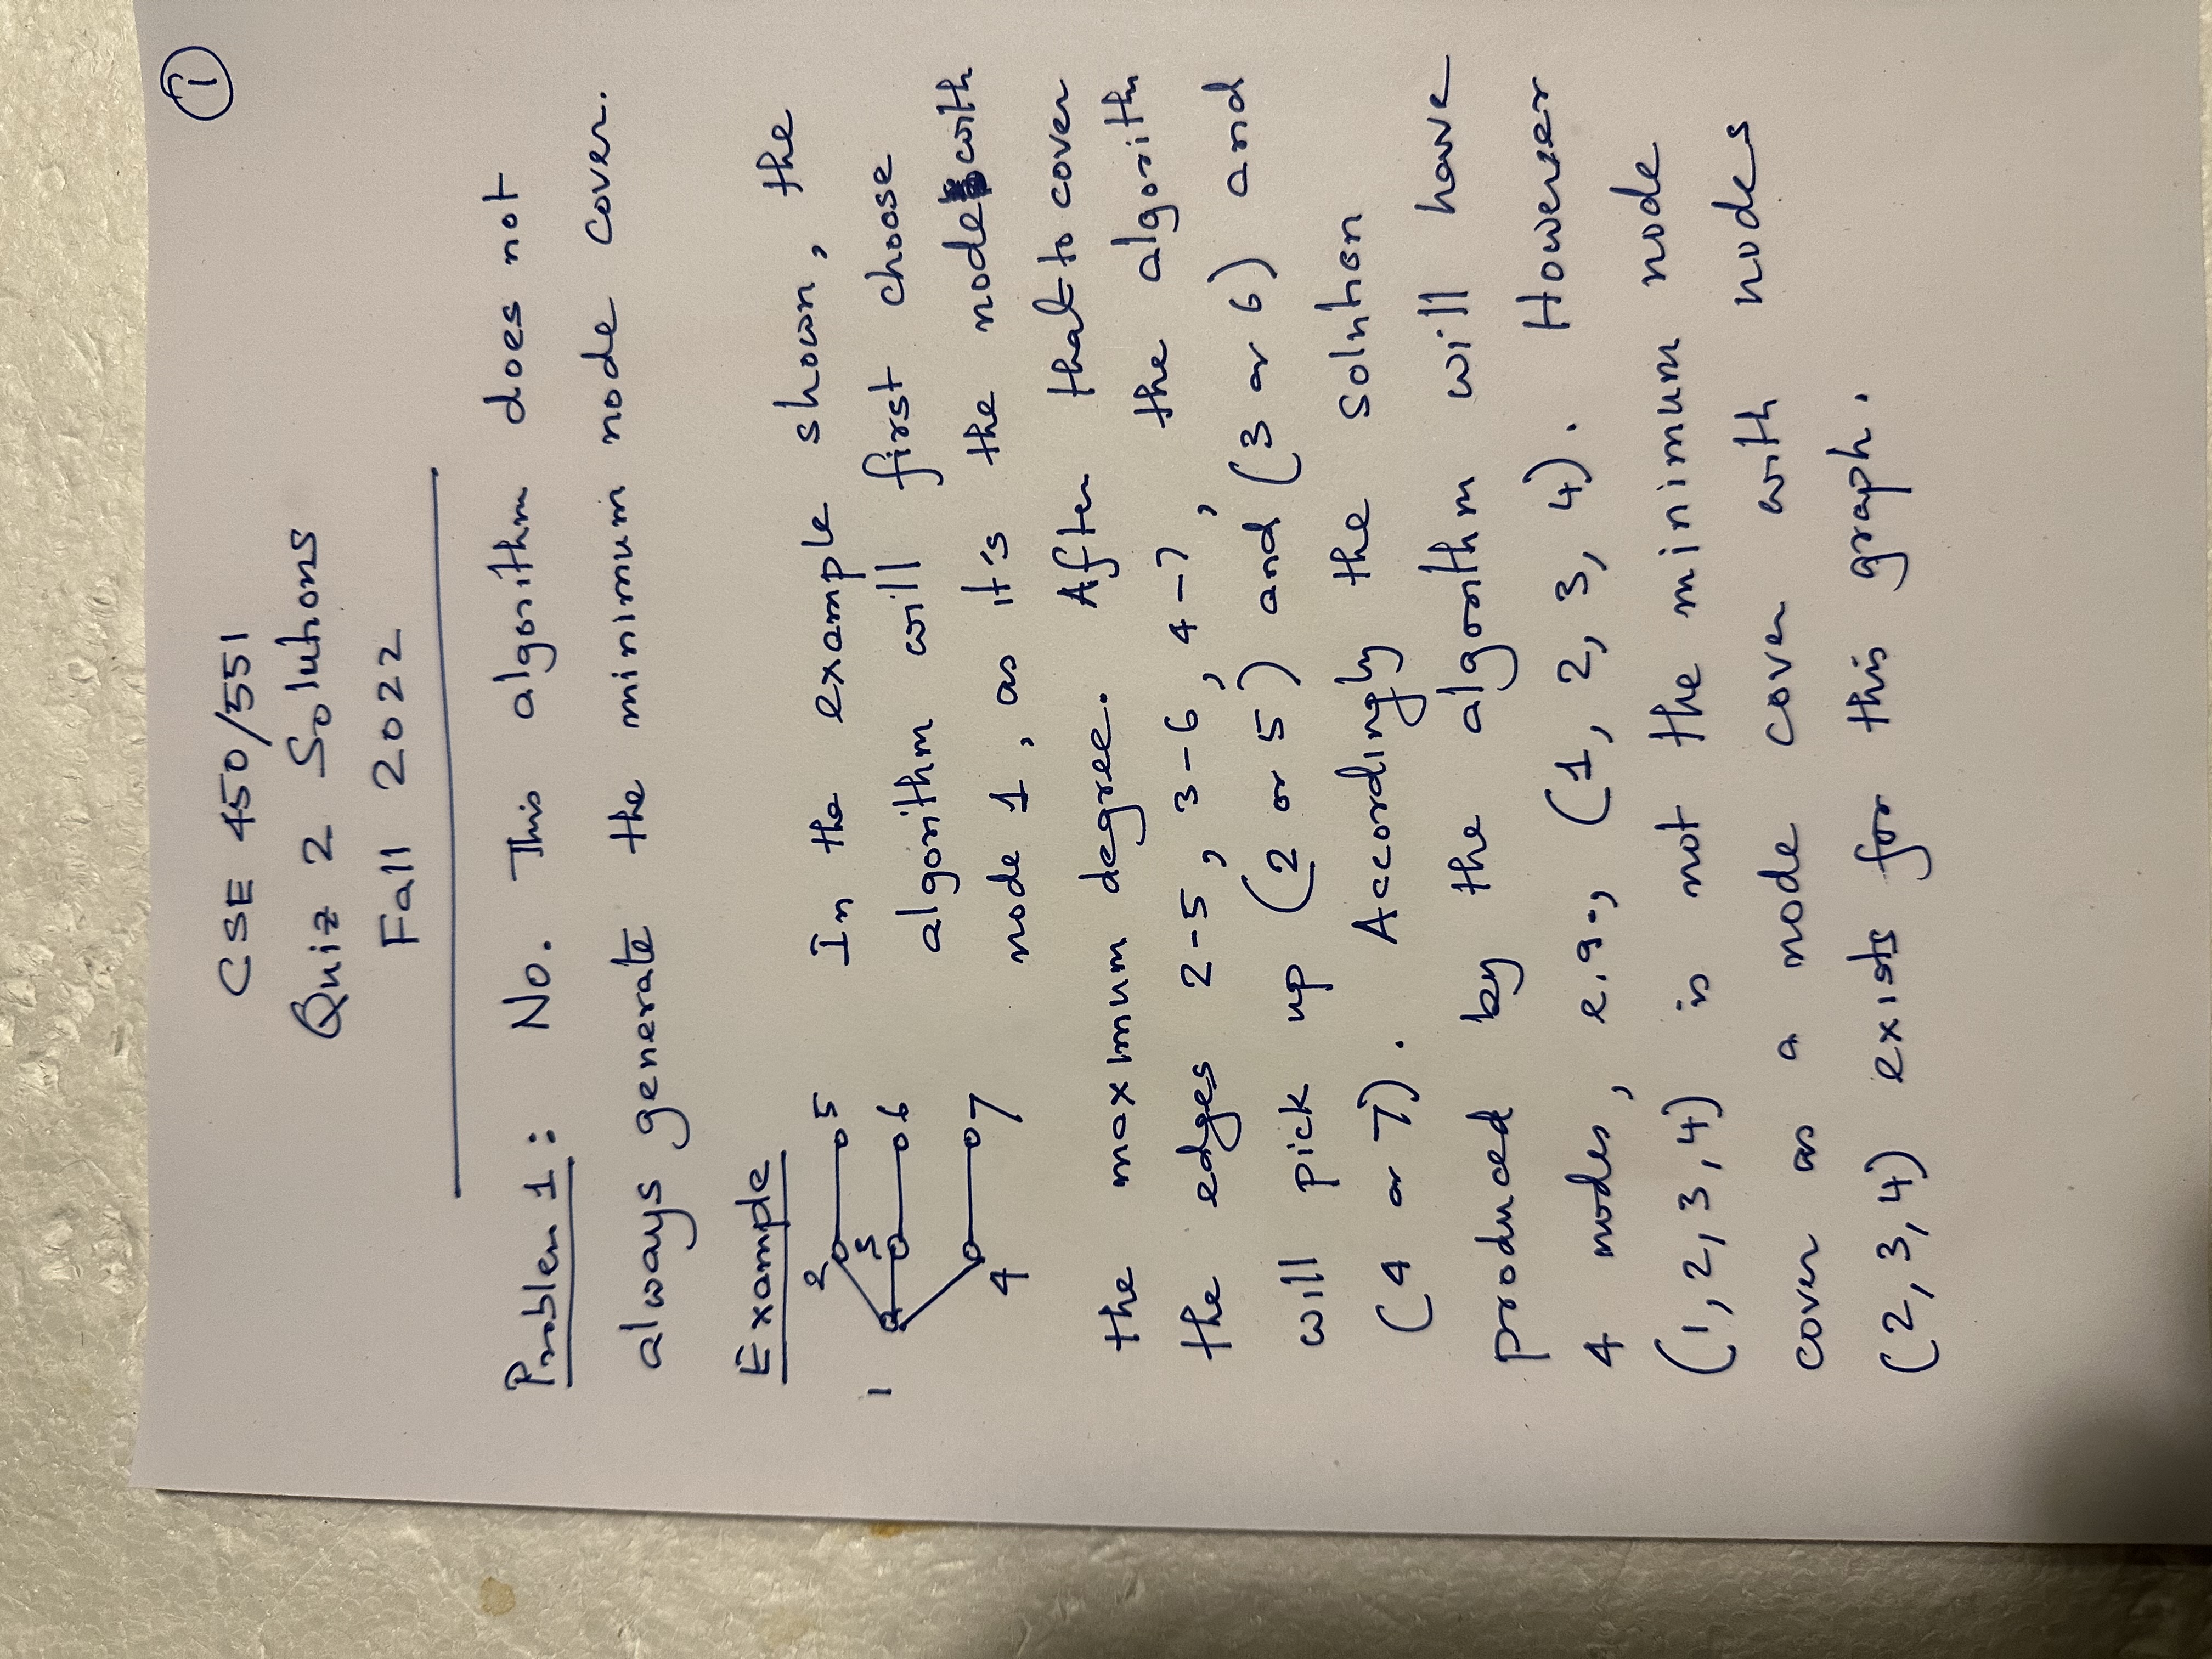 1
CSE 450/551
Quiz 2 Solutions
Fall 2022
Problem 1: No. This algorithm does not
always generate the minimum node cover.
Example
2 5
1 3 6
4 7
In the example shown, the
algorithm will first choose
node 1, as it's the node with
the maximum degree. After that to cover
the edges 2-5, 3-6, 4-7, the algorithm
will pick up (2 or 5) and (3 or 6) and
(4 or 7). Accordingly the solution
produced by the algorithm will have
4 nodes, e.g., (1, 2, 3, 4). However
(1, 2, 3, 4) is not the minimum node
cover as a node cover with nodes
(2, 3, 4) exists for this graph.